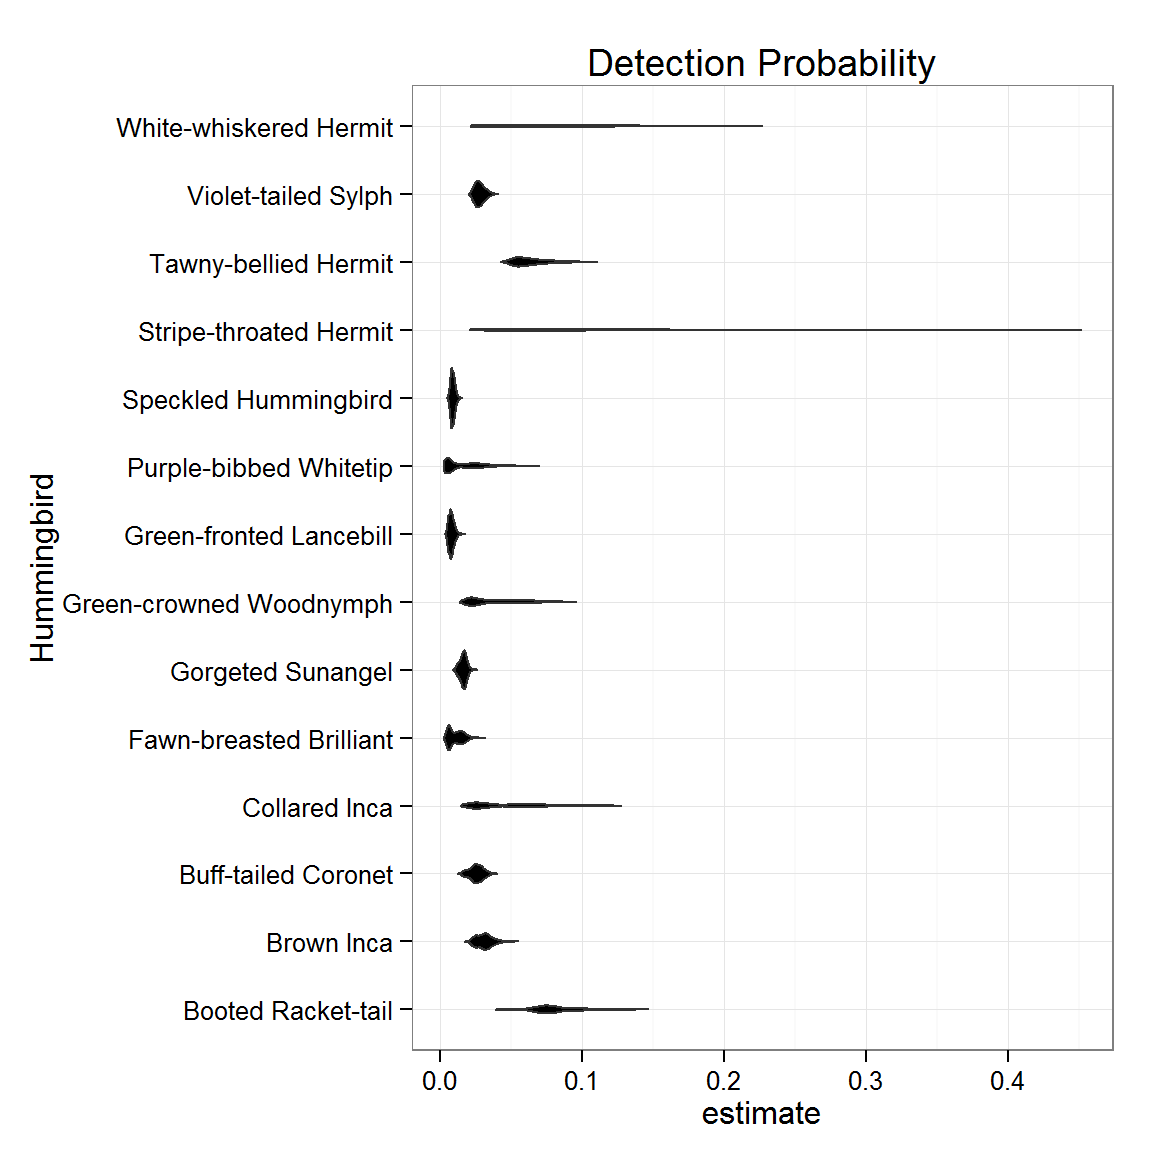 Detection Probability
White-whiskered Hermit
Violet-tailed Sylph
Tawny-bellied Hermit
Stripe-throated Hermit
Speckled Hummingbird
Purple-bibbed Whitetip
Green-fronted Lancebill
Green-crowned Woodnymph
Gorgeted Sunangel
Fawn-breasted Brilliant
Collared Inca
Buff-tailed Coronet
Brown Inca
Booted Racket-tail
Hummingbird
0.0 0.1 0.2 0.3 0.4
estimate